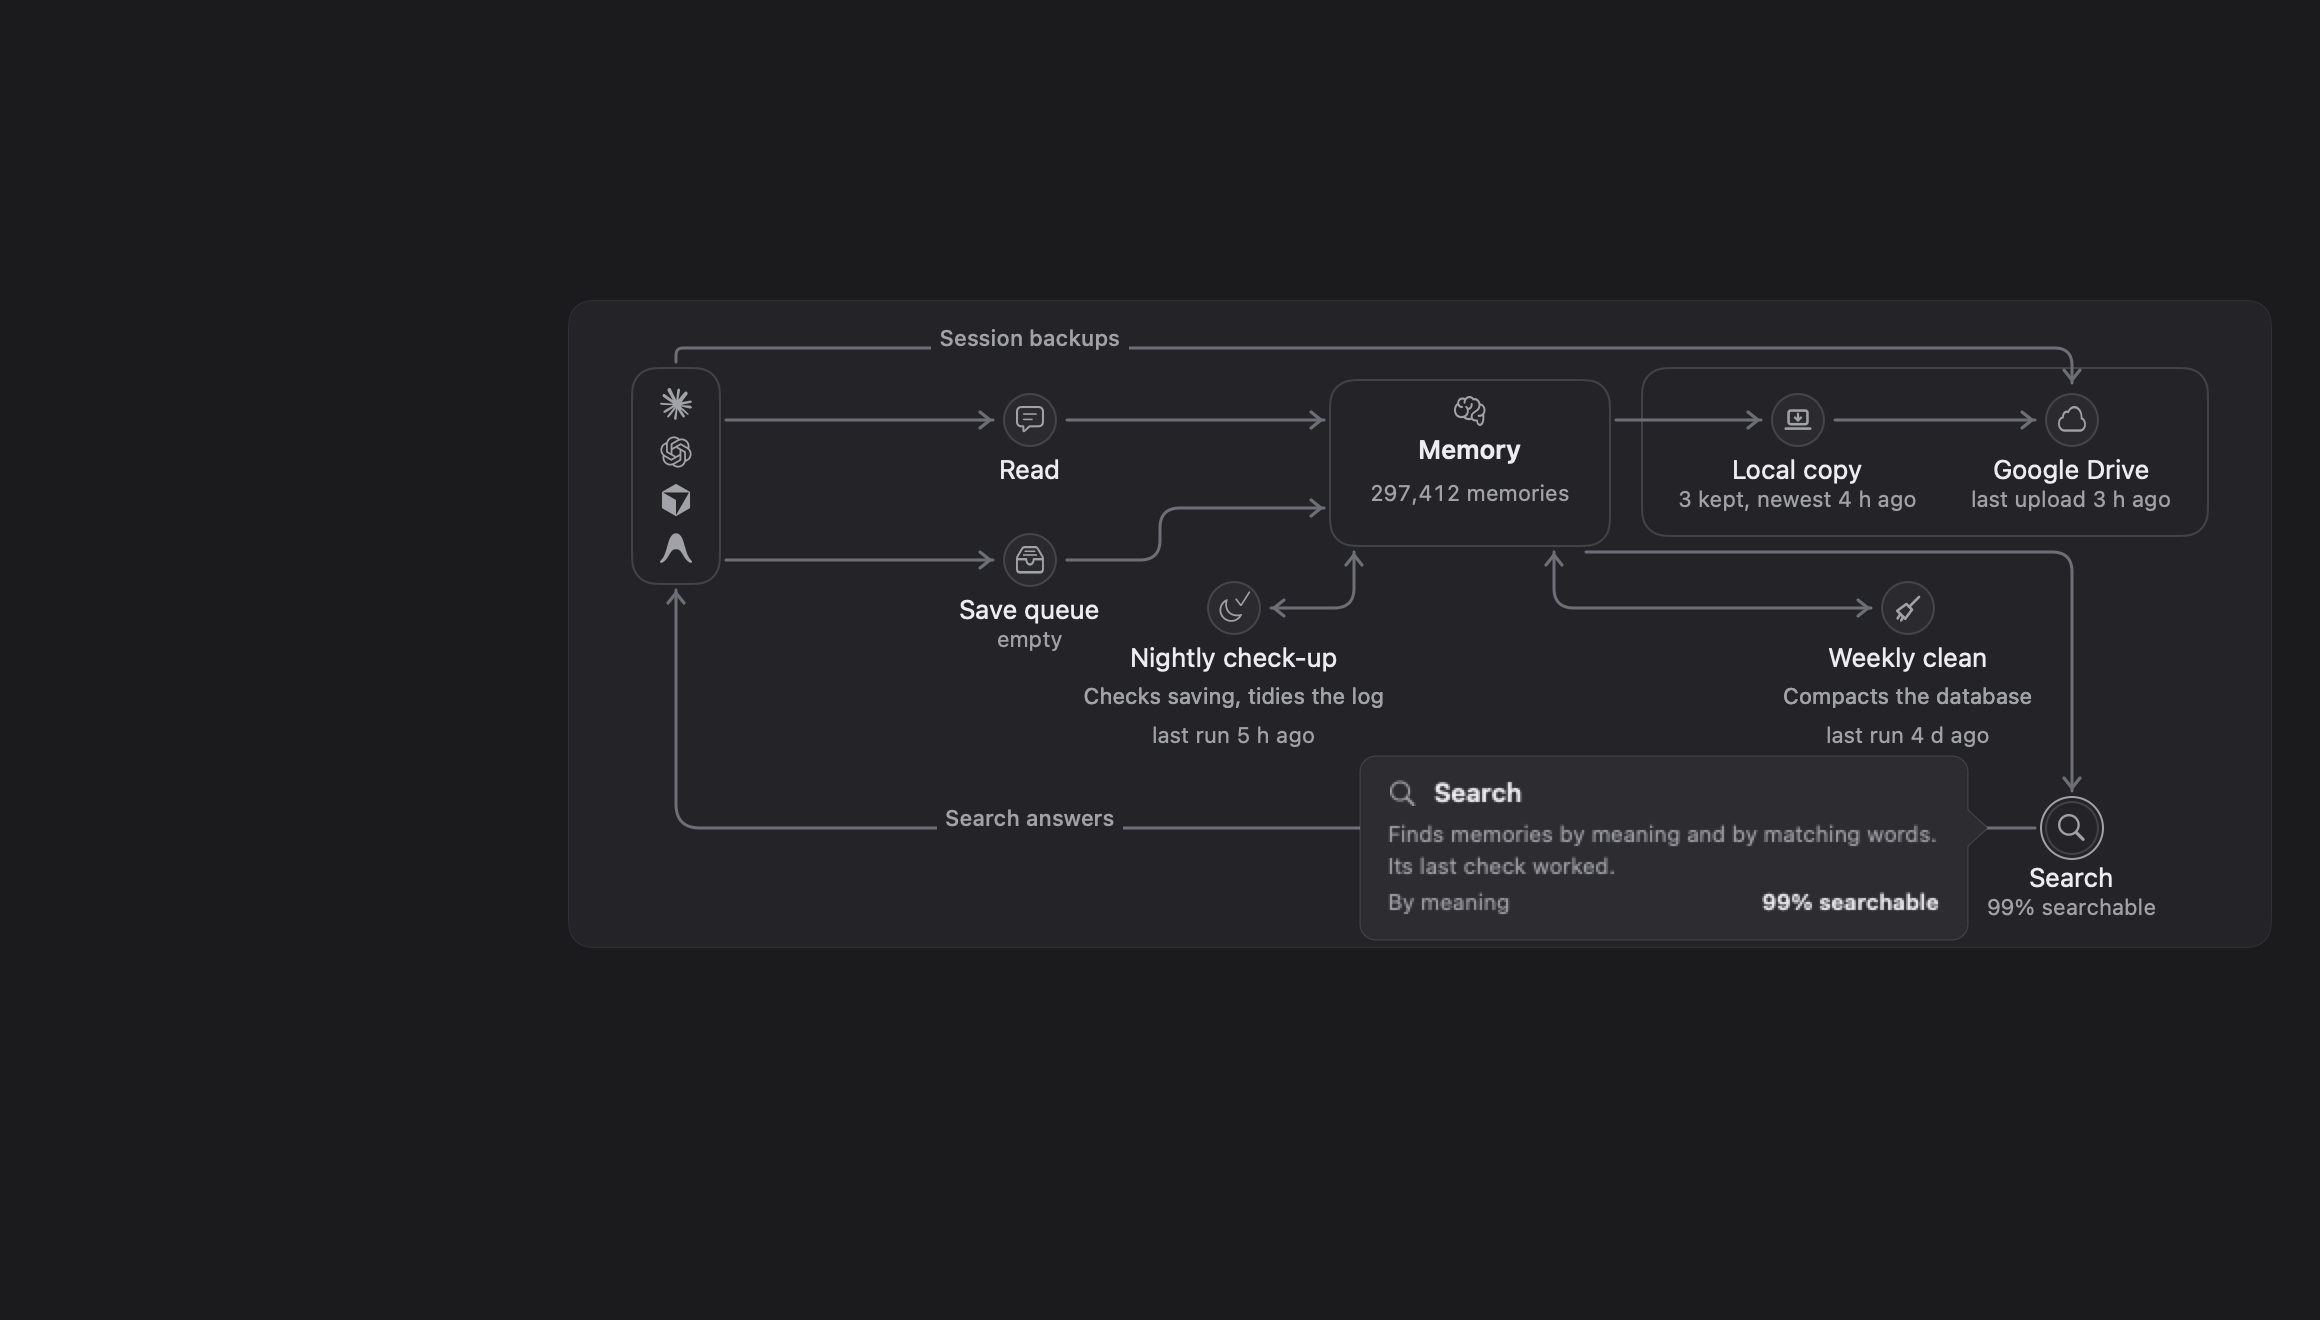 Session backups
Read
Memory
297,412 memories
Local copy
3 kept, newest 4 h ago
Google Drive
last upload 3 h ago
Save queue
empty
Nightly check-up
Checks saving, tidies the log
last run 5 h ago
Weekly clean
Compacts the database
last run 4 d ago
Search answers
Search
Finds memories by meaning and by matching words.
Its last check worked.
By meaning 99% searchable
Search
99% searchable